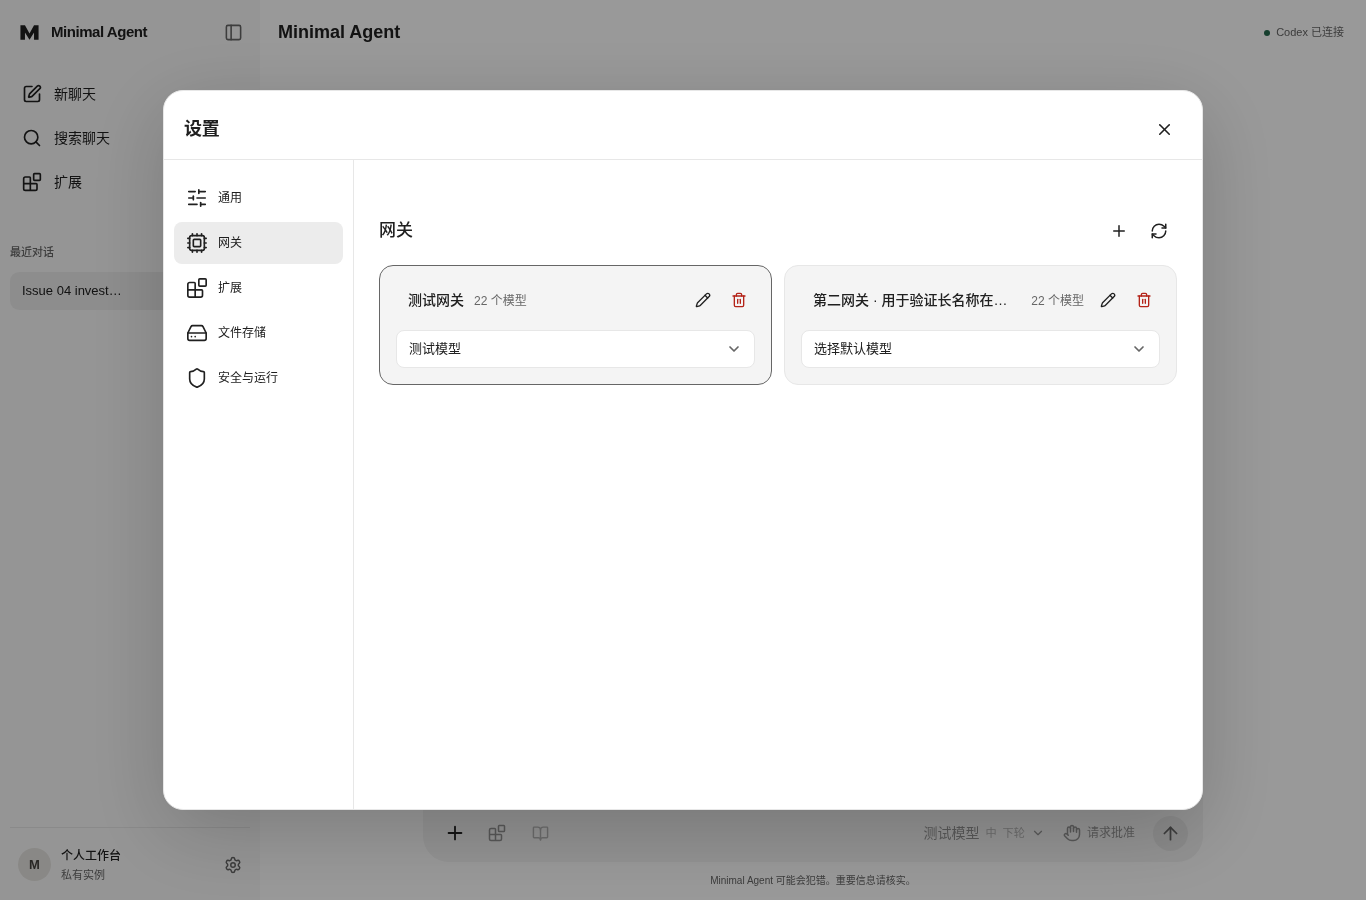 Minimal Agent
Minimal Agent
Codex 已连接
新聊天
搜索聊天
扩展
最近对话
Issue 04 invest…
设置
通用
网关
扩展
文件存储
安全与运行
网关
测试网关 22 个模型
测试模型
第二网关 · 用于验证长名称在… 22 个模型
选择默认模型
测试模型 中 下轮
请求批准
M
个人工作台
私有实例
Minimal Agent 可能会犯错。重要信息请核实。